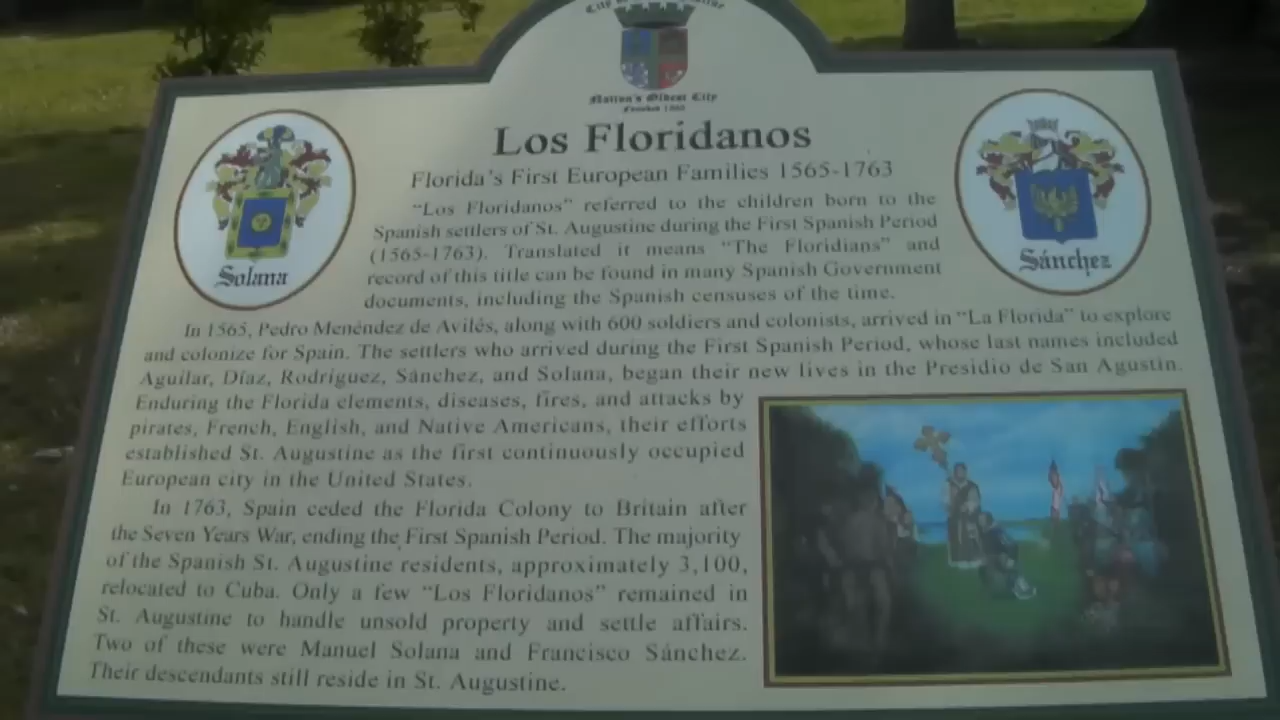 City
Nation's Oldest City
Founded 1565
Los Floridanos
Florida's First European Families 1565-1763
Solana
Sánchez
"Los Floridanos" referred to the children born to the
Spanish settlers of St. Augustine during the First Spanish Period
(1565-1763). Translated it means "The Floridians" and
record of this title can be found in many Spanish Government
documents, including the Spanish censuses of the time.
In 1565, Pedro Menéndez de Avilés, along with 600 soldiers and colonists, arrived in "La Florida" to explore
and colonize for Spain. The settlers who arrived during the First Spanish Period, whose last names included
Aguilar, Díaz, Rodríguez, Sánchez, and Solana, began their new lives in the Presidio de San Agustín.
Enduring the Florida elements, diseases, fires, and attacks by
pirates, French, English, and Native Americans, their efforts
established St. Augustine as the first continuously occupied
European city in the United States.
In 1763, Spain ceded the Florida Colony to Britain after
the Seven Years War, ending the First Spanish Period. The majority
of the Spanish St. Augustine residents, approximately 3,100,
relocated to Cuba. Only a few "Los Floridanos" remained in
St. Augustine to handle unsold property and settle affairs.
Two of these were Manuel Solana and Francisco Sánchez.
Their descendants still reside in St. Augustine.